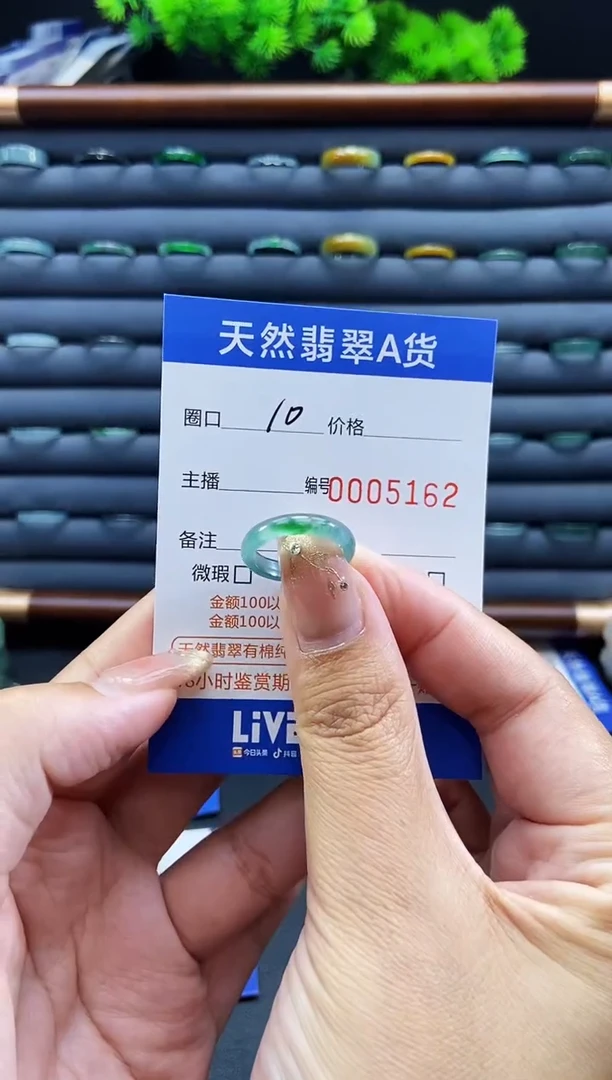 天然翡翠A货
圈口 10 价格
主播 编号 0005162
备注
微瑕
金额100以
金额100以
天然翡翠有棉
小时鉴赏期
LIVE
今日头条 抖音